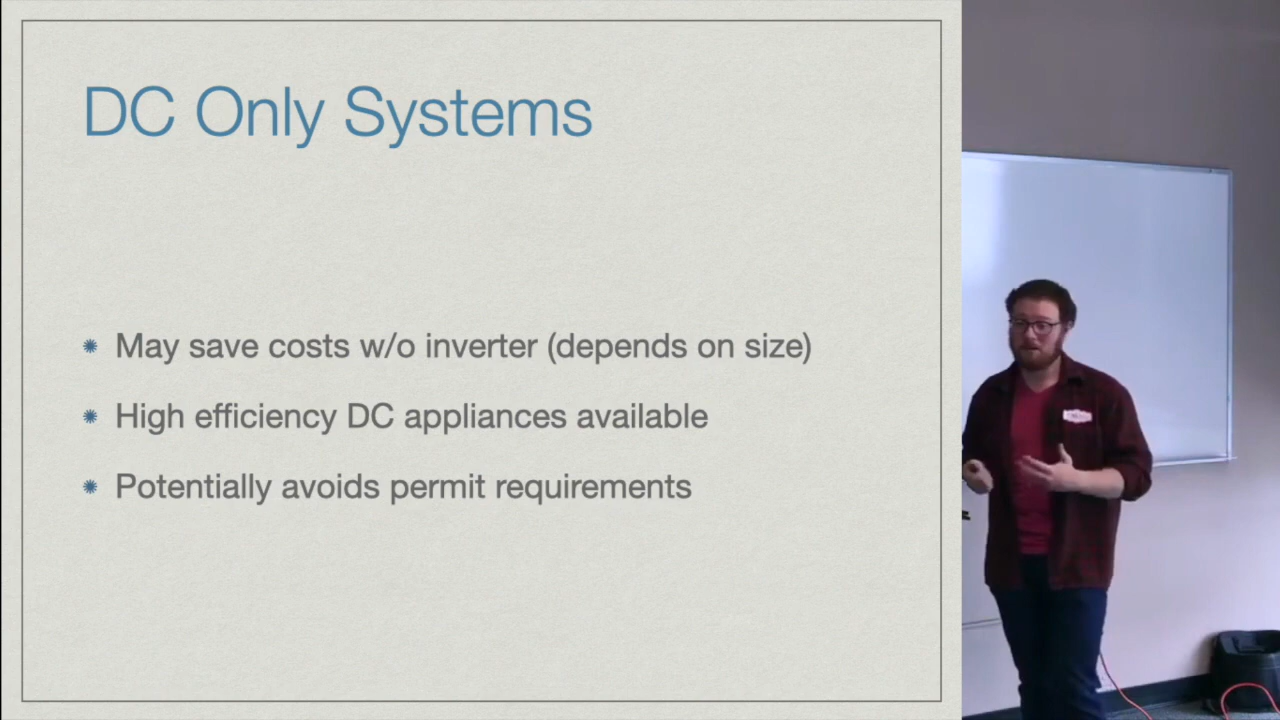 DC Only Systems
May save costs w/o inverter (depends on size)
High efficiency DC appliances available
Potentially avoids permit requirements